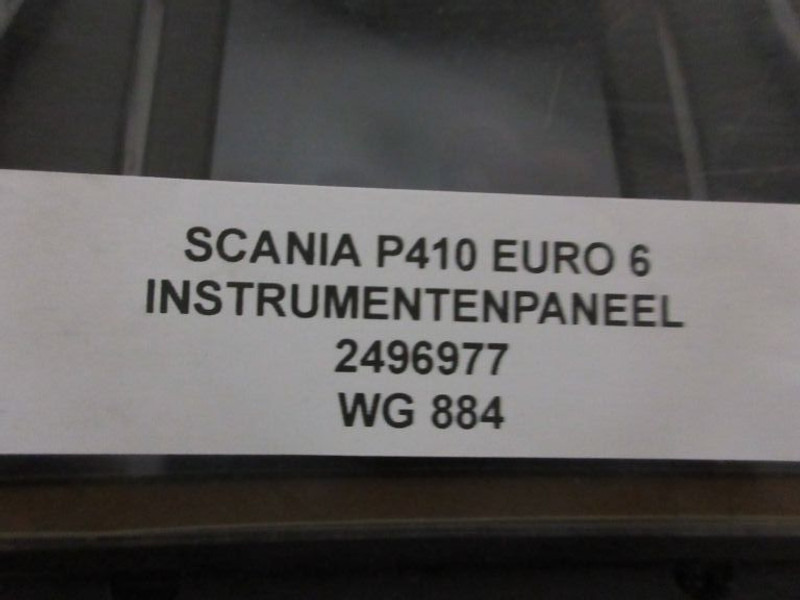 SCANIA P410 EURO 6
INSTRUMENTENPANEEL
2496977
WG 884